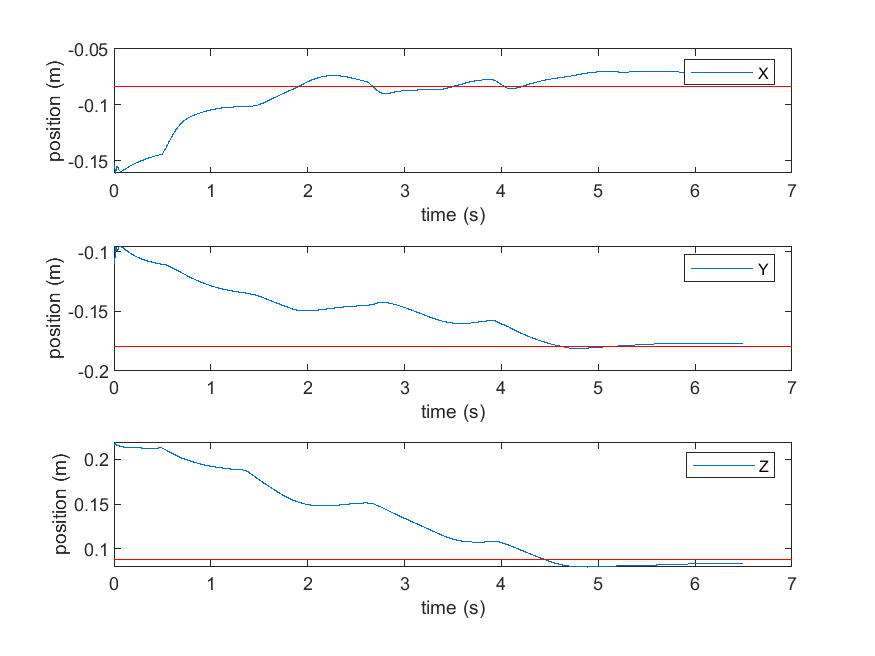 -0.05
-0.1
-0.15
position (m)
X
0 1 2 3 4 5 6 7
time (s)
-0.1
-0.15
-0.2
position (m)
Y
0 1 2 3 4 5 6 7
time (s)
0.2
0.15
0.1
position (m)
Z
0 1 2 3 4 5 6 7
time (s)